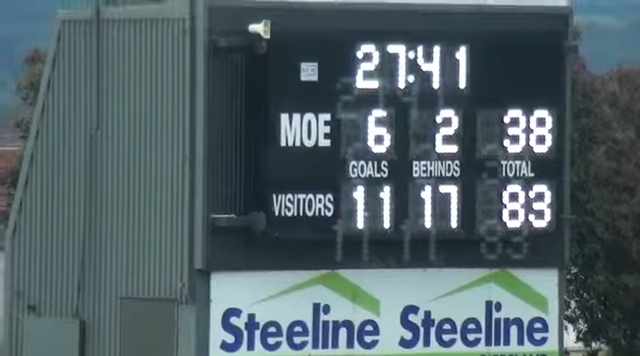 27:41
MOE 6 2 38
GOALS BEHINDS TOTAL
VISITORS 11 17 83
Steeline Steeline